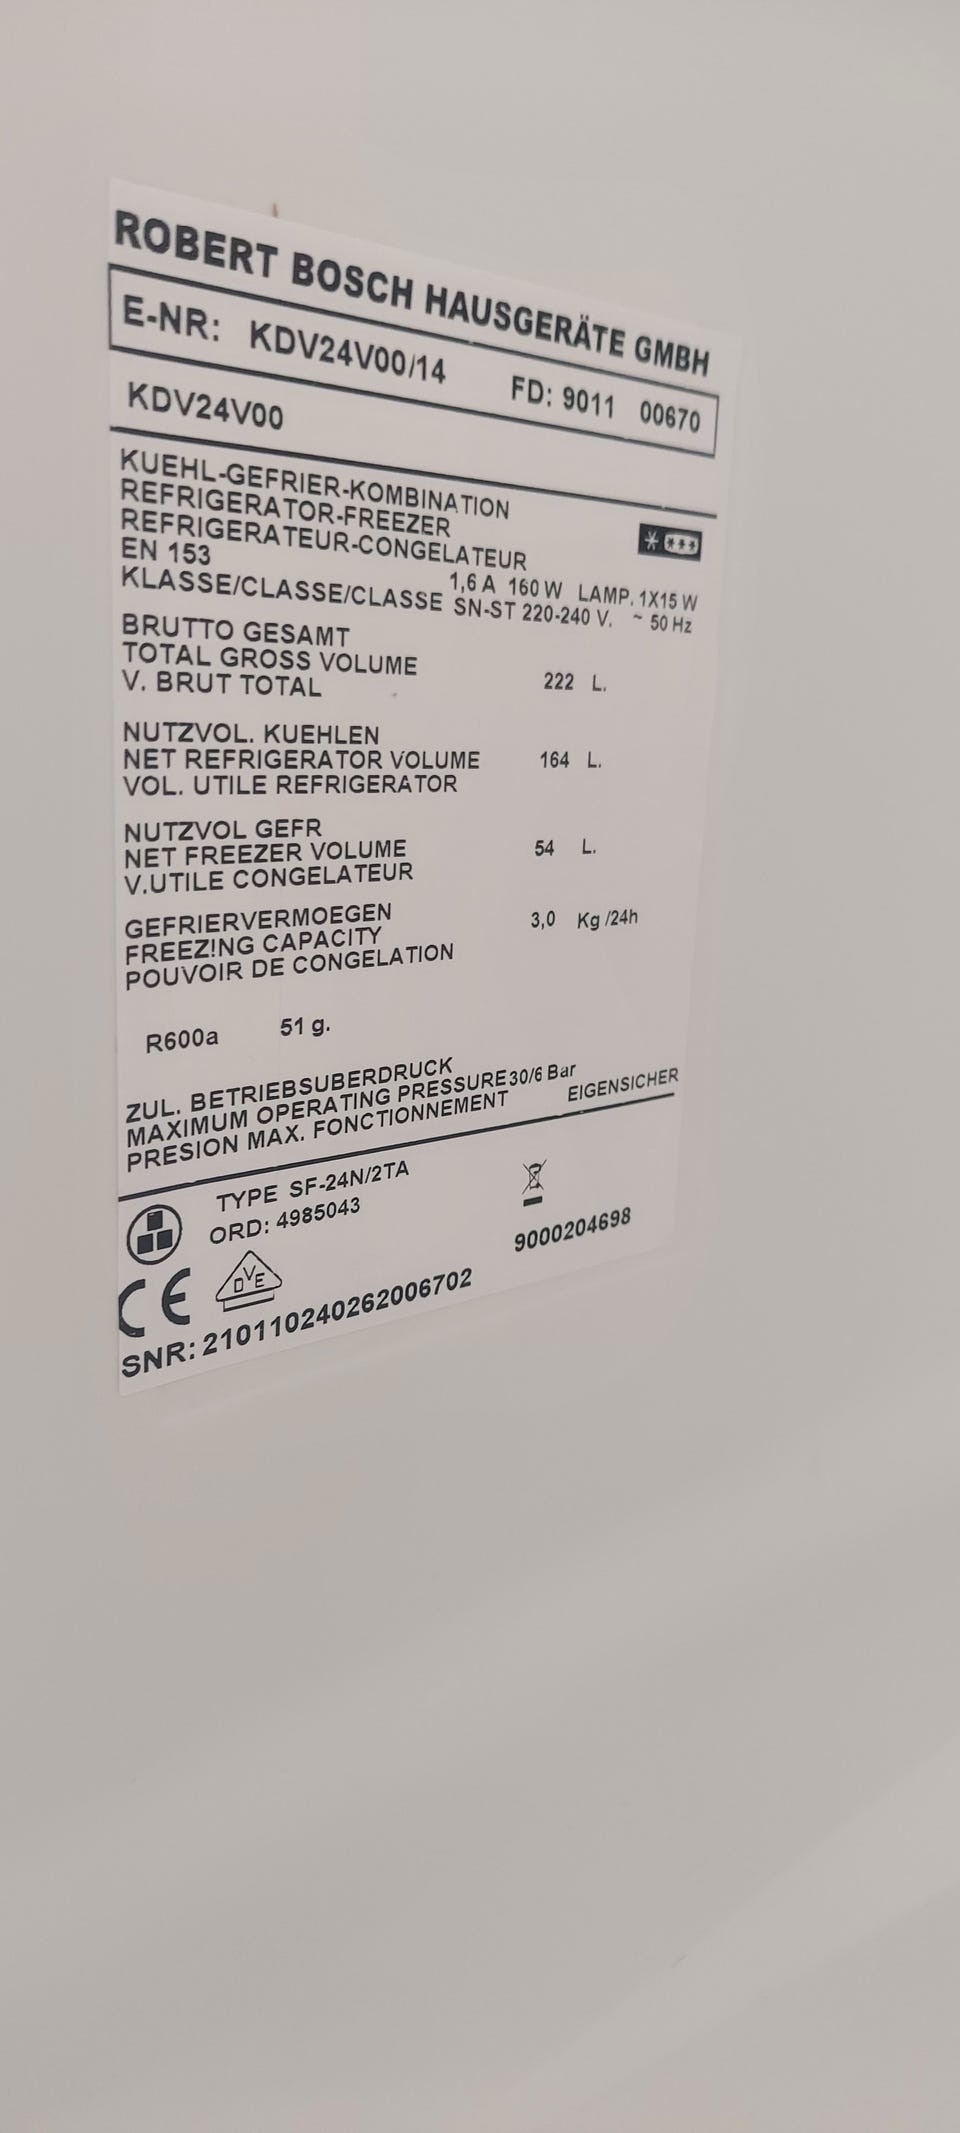 ROBERT BOSCH HAUSGERÄTE GMBH
E-NR: KDV24V00/14 FD: 9011 00670
KDV24V00
KUEHL-GEFRIER-KOMBINATION
REFRIGERATOR-FREEZER
REFRIGERATEUR-CONGELATEUR
EN 153 1,6 A 160 W LAMP. 1X15 W
KLASSE/CLASSE/CLASSE SN-ST 220-240 V. ~ 50 Hz
BRUTTO GESAMT
TOTAL GROSS VOLUME 222 L.
V. BRUT TOTAL
NUTZVOL. KUEHLEN
NET REFRIGERATOR VOLUME 164 L.
VOL. UTILE REFRIGERATOR
NUTZVOL GEFR
NET FREEZER VOLUME 54 L.
V.UTILE CONGELATEUR
GEFRIERVERMOEGEN
FREEZ!NG CAPACITY 3,0 Kg /24h
POUVOIR DE CONGELATION
R600a 51 g.
ZUL. BETRIEBSUBERDRUCK
MAXIMUM OPERATING PRESSURE 30/6 Bar
PRESION MAX. FONCTIONNEMENT EIGENSICHER
TYPE SF-24N/2TA
ORD: 4985043
9000204698
CE DVE
SNR: 210110240262006702